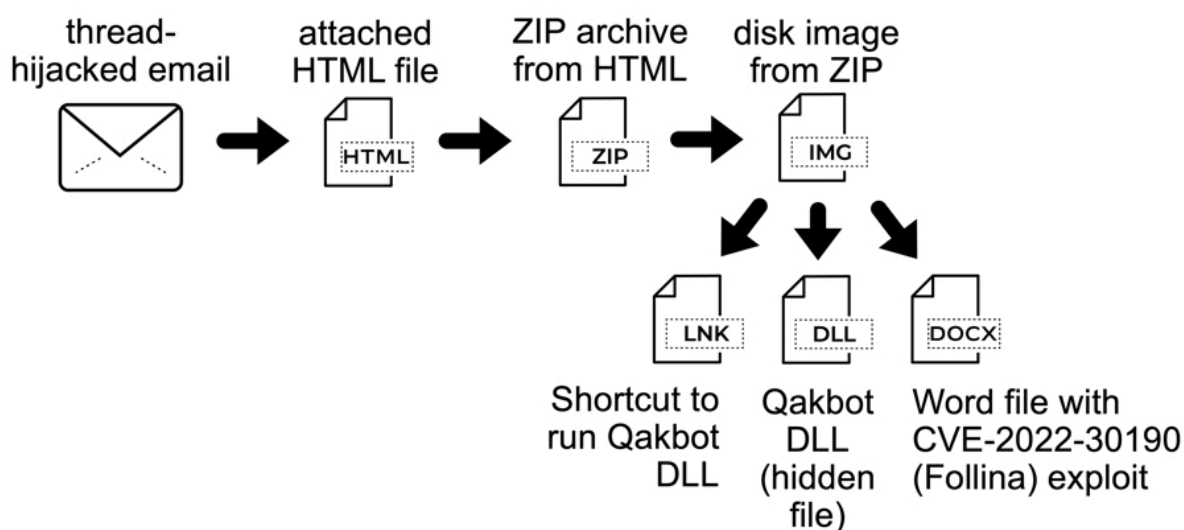 thread-
hijacked email
attached
HTML file
ZIP archive
from HTML
disk image
from ZIP
HTML
ZIP
IMG
LNK
DLL
DOCX
Shortcut to
run Qakbot
DLL
Qakbot
DLL
(hidden
file)
Word file with
CVE-2022-30190
(Follina) exploit